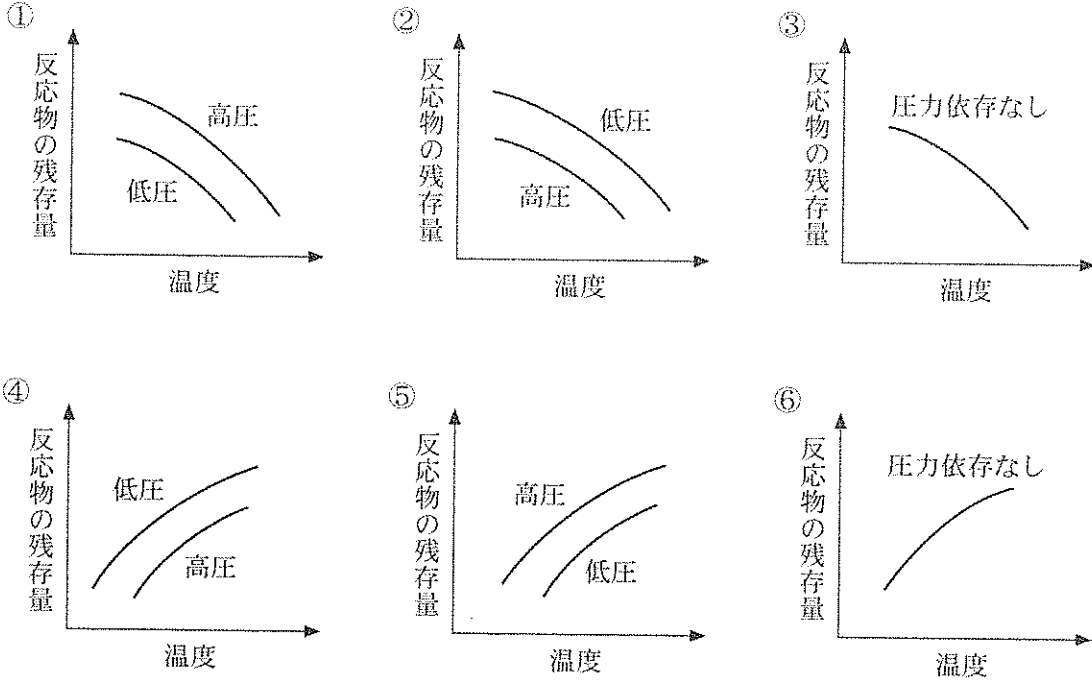 ①
反応物の残存量
高圧
低圧
温度
②
反応物の残存量
低圧
高圧
温度
③
反応物の残存量
圧力依存なし
温度
④
反応物の残存量
低圧
高圧
温度
⑤
反応物の残存量
高圧
低圧
温度
⑥
反応物の残存量
圧力依存なし
温度